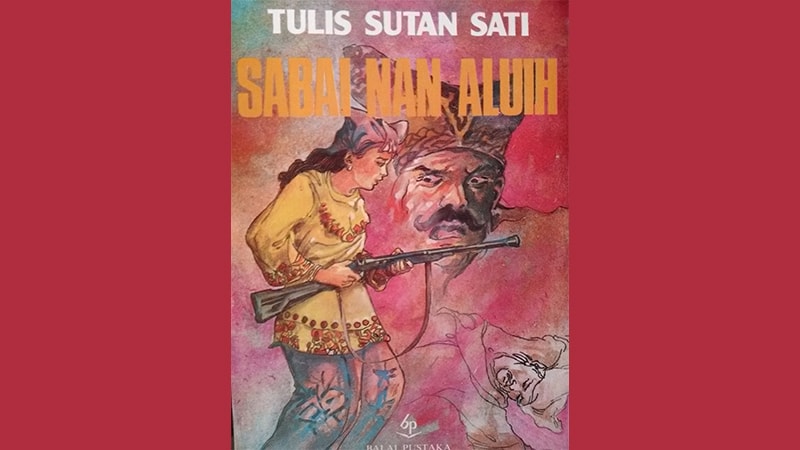 TULIS SUTAN SATI
SABAI NAN ALUIH
bp
BALAI PUSTAKA